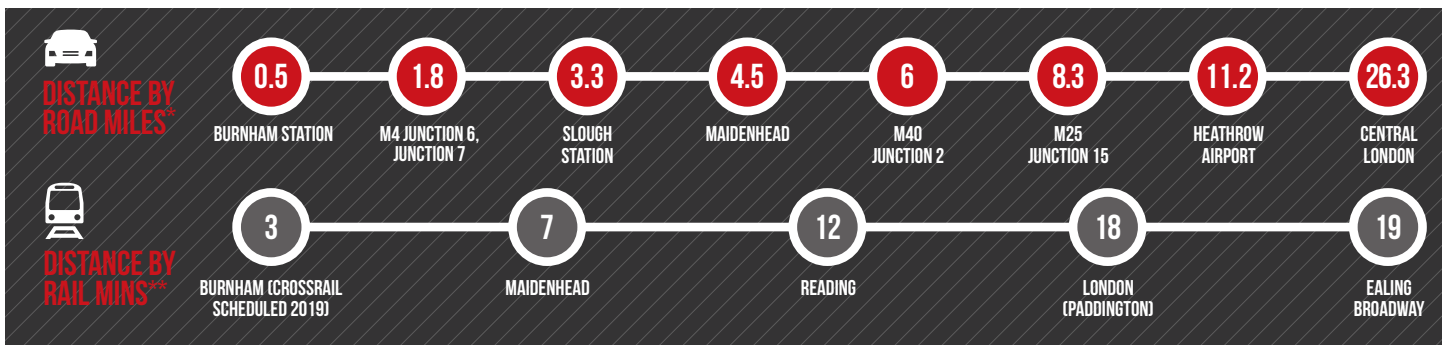 DISTANCE BY
ROAD MILES*
0.5
1.8
3.3
4.5
6
8.3
11.2
26.3
BURNHAM STATION
M4 JUNCTION 6,
JUNCTION 7
SLOUGH
STATION
MAIDENHEAD
M40
JUNCTION 2
M25
JUNCTION 15
HEATHROW
AIRPORT
CENTRAL
LONDON
DISTANCE BY
RAIL MINS**
3
7
12
18
19
BURNHAM (CROSSRAIL
SCHEDULED 2019)
MAIDENHEAD
READING
LONDON
(PADDINGTON)
EALING
BROADWAY